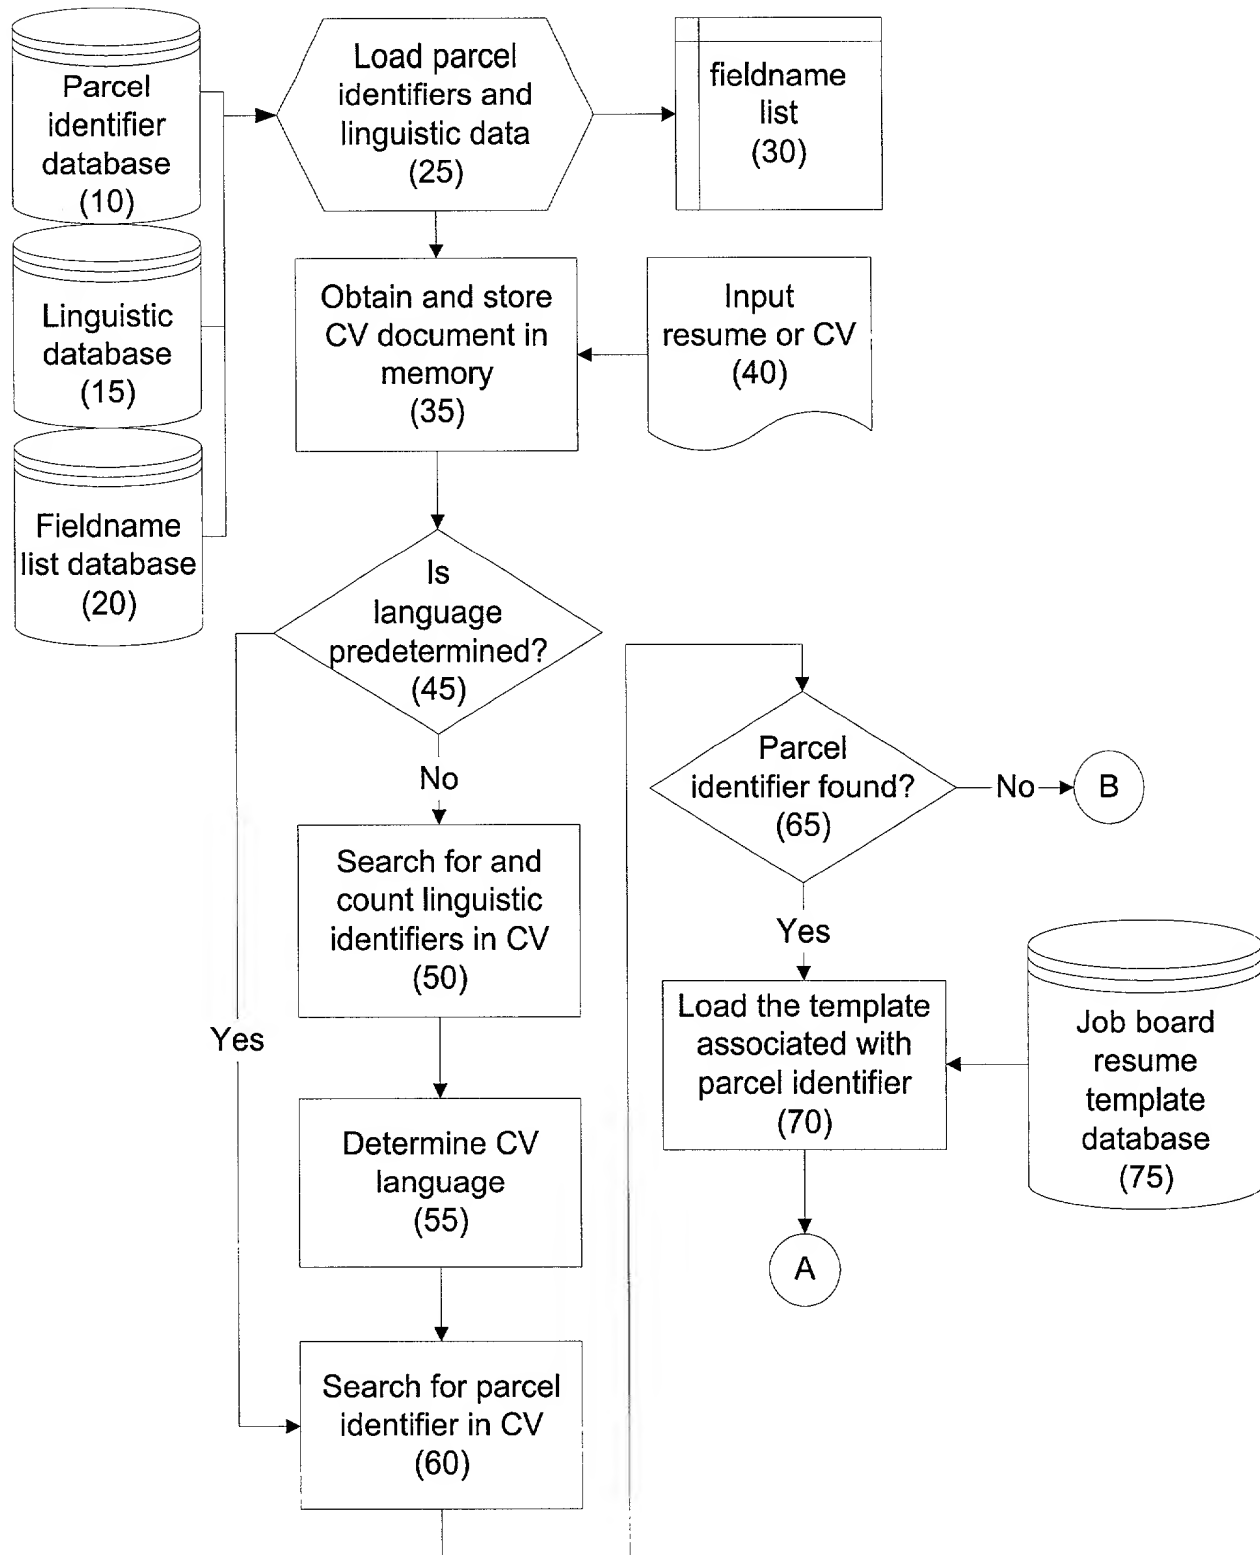 Parcel
identifier
database
(10)
Load parcel
identifiers and
linguistic data
(25)
fieldname
list
(30)
Linguistic
database
(15)
Obtain and store
CV document in
memory
(35)
Input
resume or CV
(40)
Fieldname
list database
(20)
Is
language
predetermined?
(45)
No
Yes
Search for and
count linguistic
identifiers in CV
(50)
Determine CV
language
(55)
Search for parcel
identifier in CV
(60)
Parcel
identifier found?
(65)
No
B
Yes
Load the template
associated with
parcel identifier
(70)
Job board
resume
template
database
(75)
A